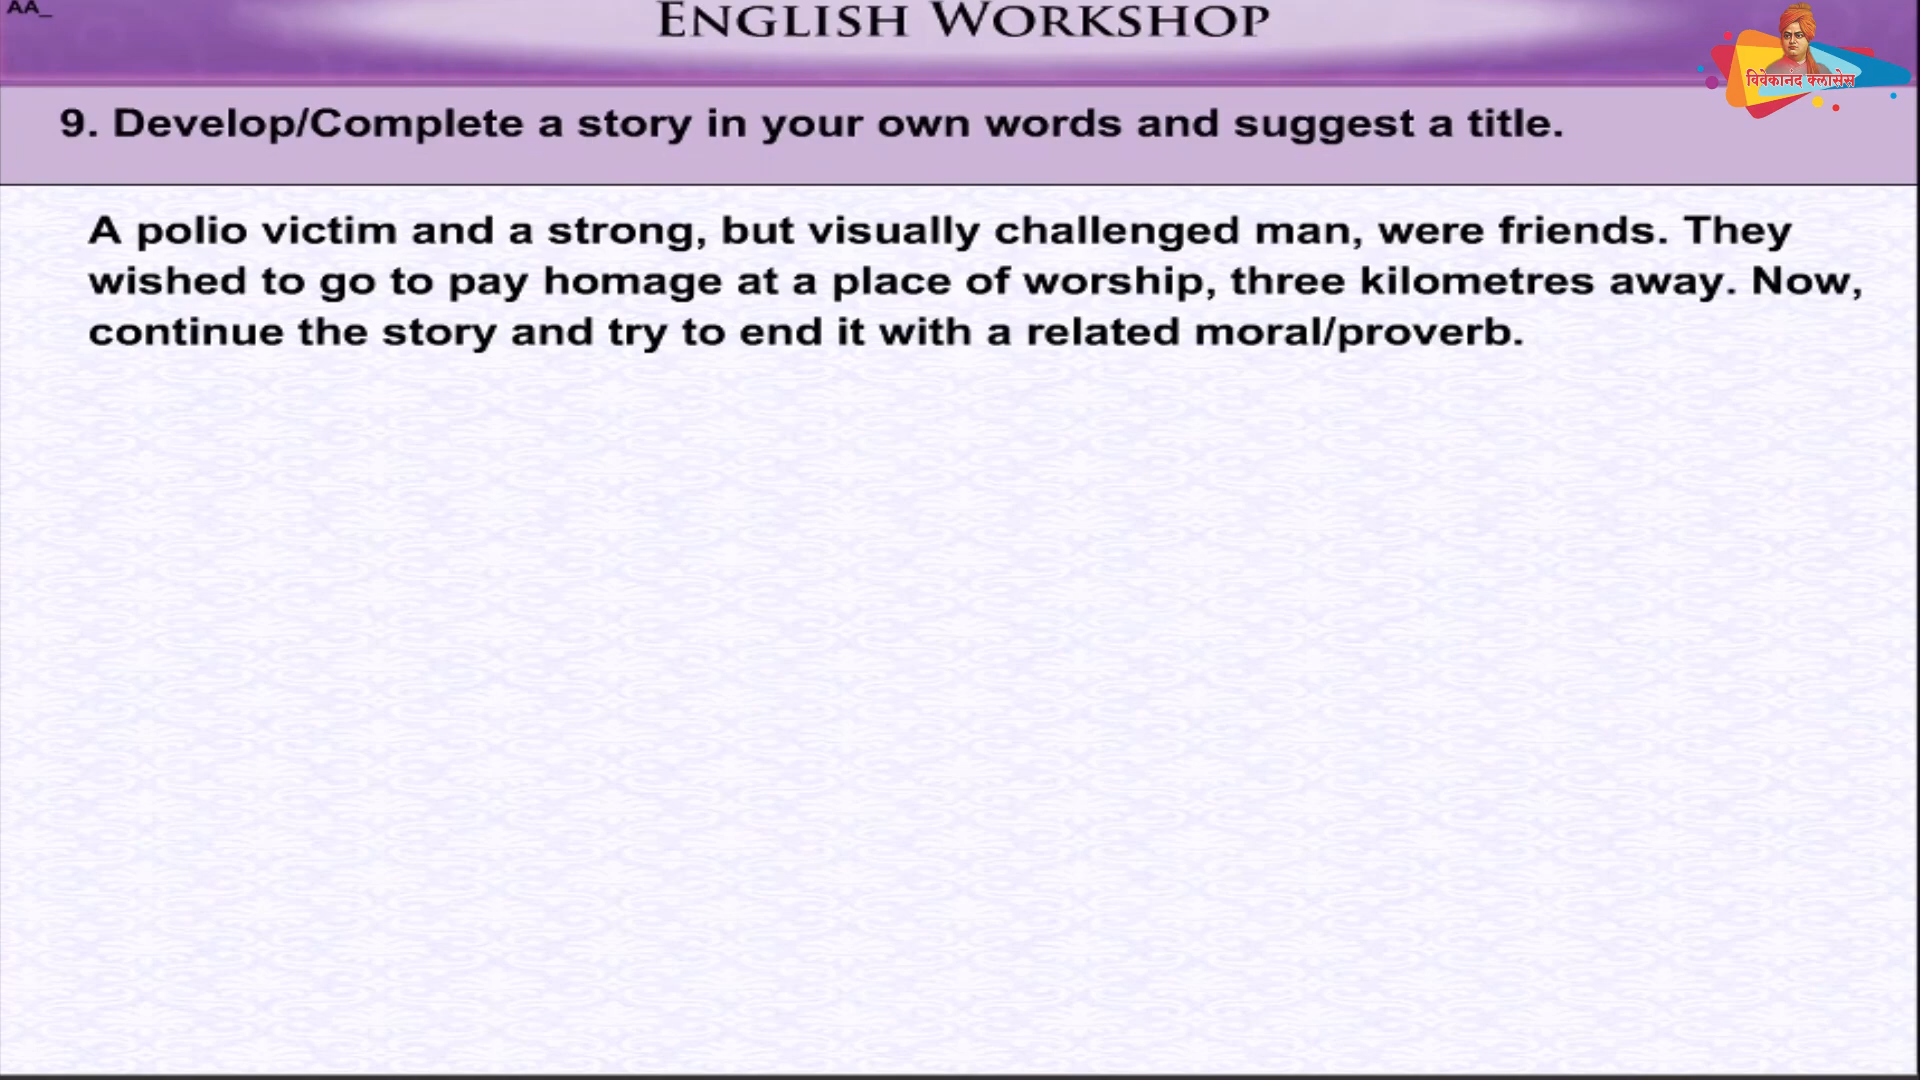 AA_
ENGLISH WORKSHOP
विवेकानंद क्लासेस
9. Develop/Complete a story in your own words and suggest a title.
A polio victim and a strong, but visually challenged man, were friends. They
wished to go to pay homage at a place of worship, three kilometres away. Now,
continue the story and try to end it with a related moral/proverb.